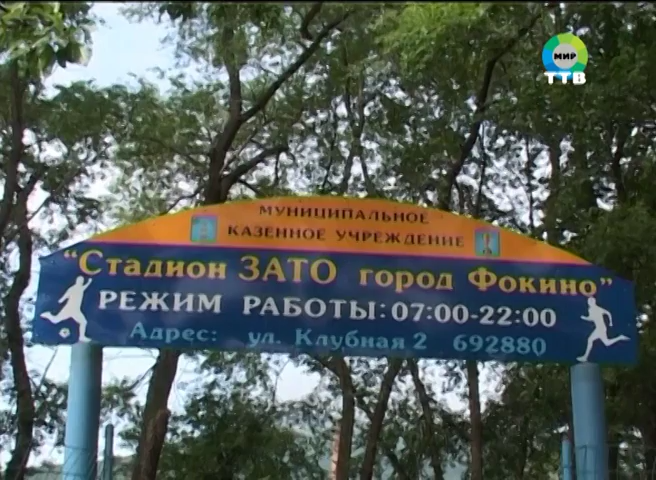 МИР
ТТВ
МУНИЦИПАЛЬНОЕ
КАЗЕННОЕ УЧРЕЖДЕНИЕ
"Стадион ЗАТО город Фокино"
РЕЖИМ РАБОТЫ: 07:00-22:00
Адрес: ул. Клубная 2 692880